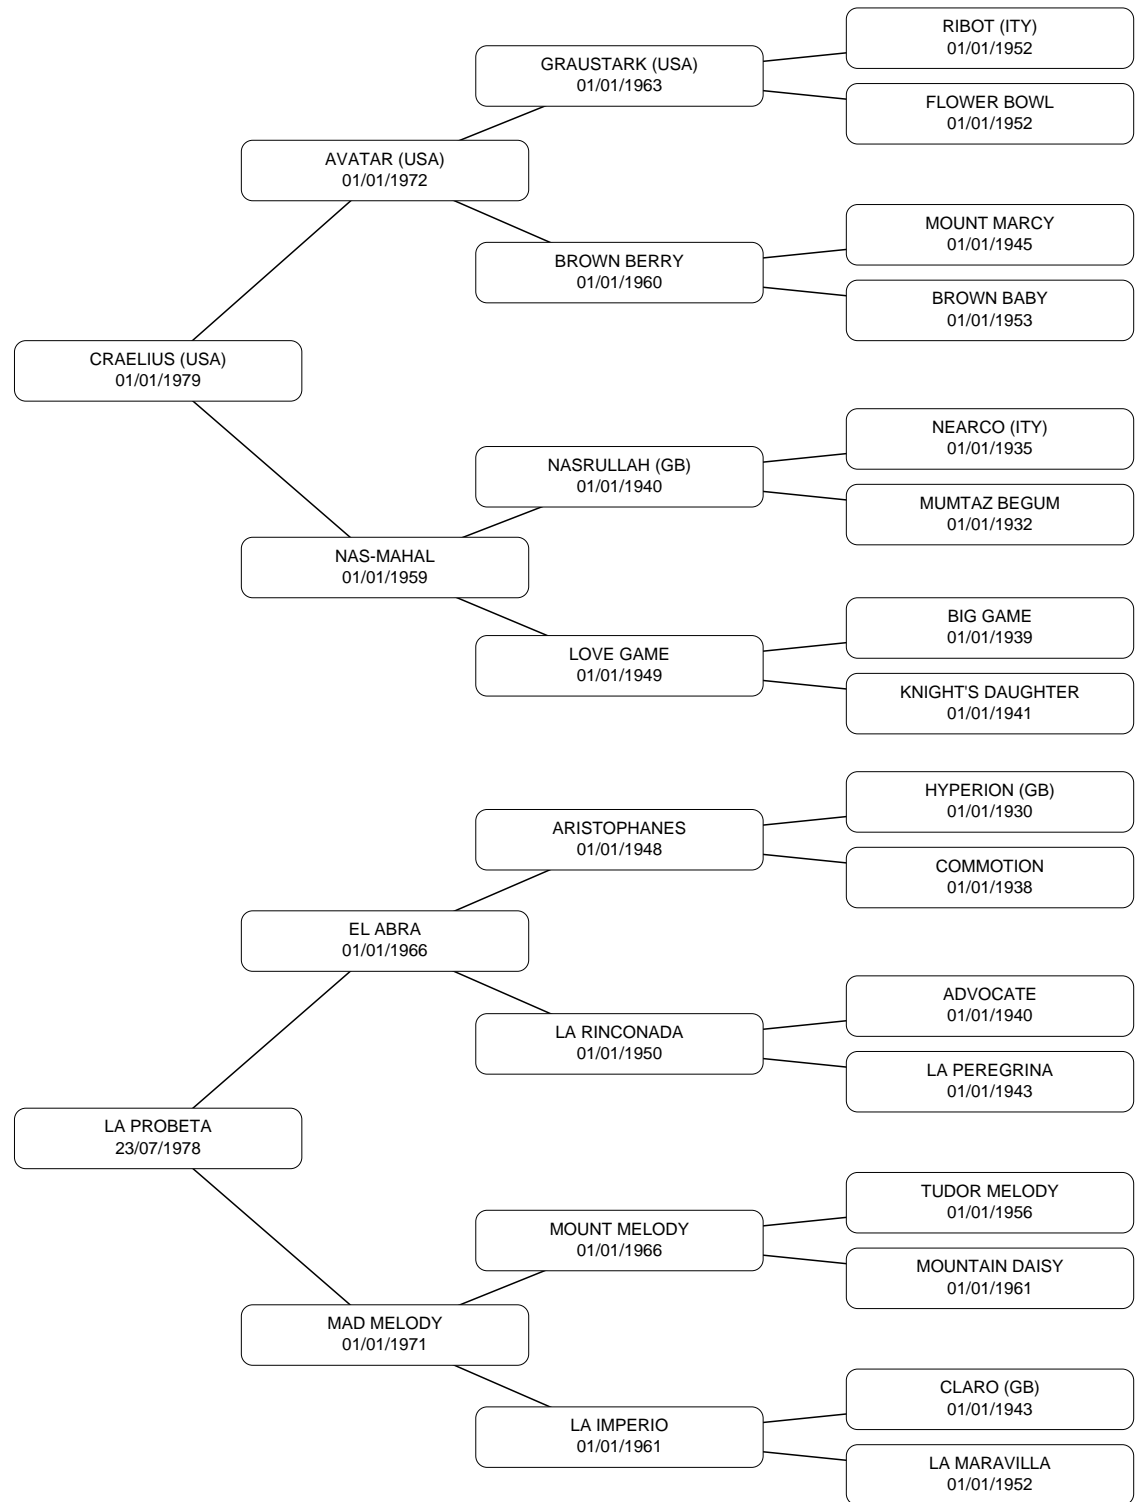 RIBOT (ITY)
01/01/1952
GRAUSTARK (USA)
01/01/1963
FLOWER BOWL
01/01/1952
AVATAR (USA)
01/01/1972
MOUNT MARCY
01/01/1945
BROWN BERRY
01/01/1960
BROWN BABY
01/01/1953
CRAELIUS (USA)
01/01/1979
NEARCO (ITY)
01/01/1935
NASRULLAH (GB)
01/01/1940
MUMTAZ BEGUM
01/01/1932
NAS-MAHAL
01/01/1959
BIG GAME
01/01/1939
LOVE GAME
01/01/1949
KNIGHT'S DAUGHTER
01/01/1941
HYPERION (GB)
01/01/1930
ARISTOPHANES
01/01/1948
COMMOTION
01/01/1938
EL ABRA
01/01/1966
ADVOCATE
01/01/1940
LA RINCONADA
01/01/1950
LA PEREGRINA
01/01/1943
LA PROBETA
23/07/1978
TUDOR MELODY
01/01/1956
MOUNT MELODY
01/01/1966
MOUNTAIN DAISY
01/01/1961
MAD MELODY
01/01/1971
CLARO (GB)
01/01/1943
LA IMPERIO
01/01/1961
LA MARAVILLA
01/01/1952